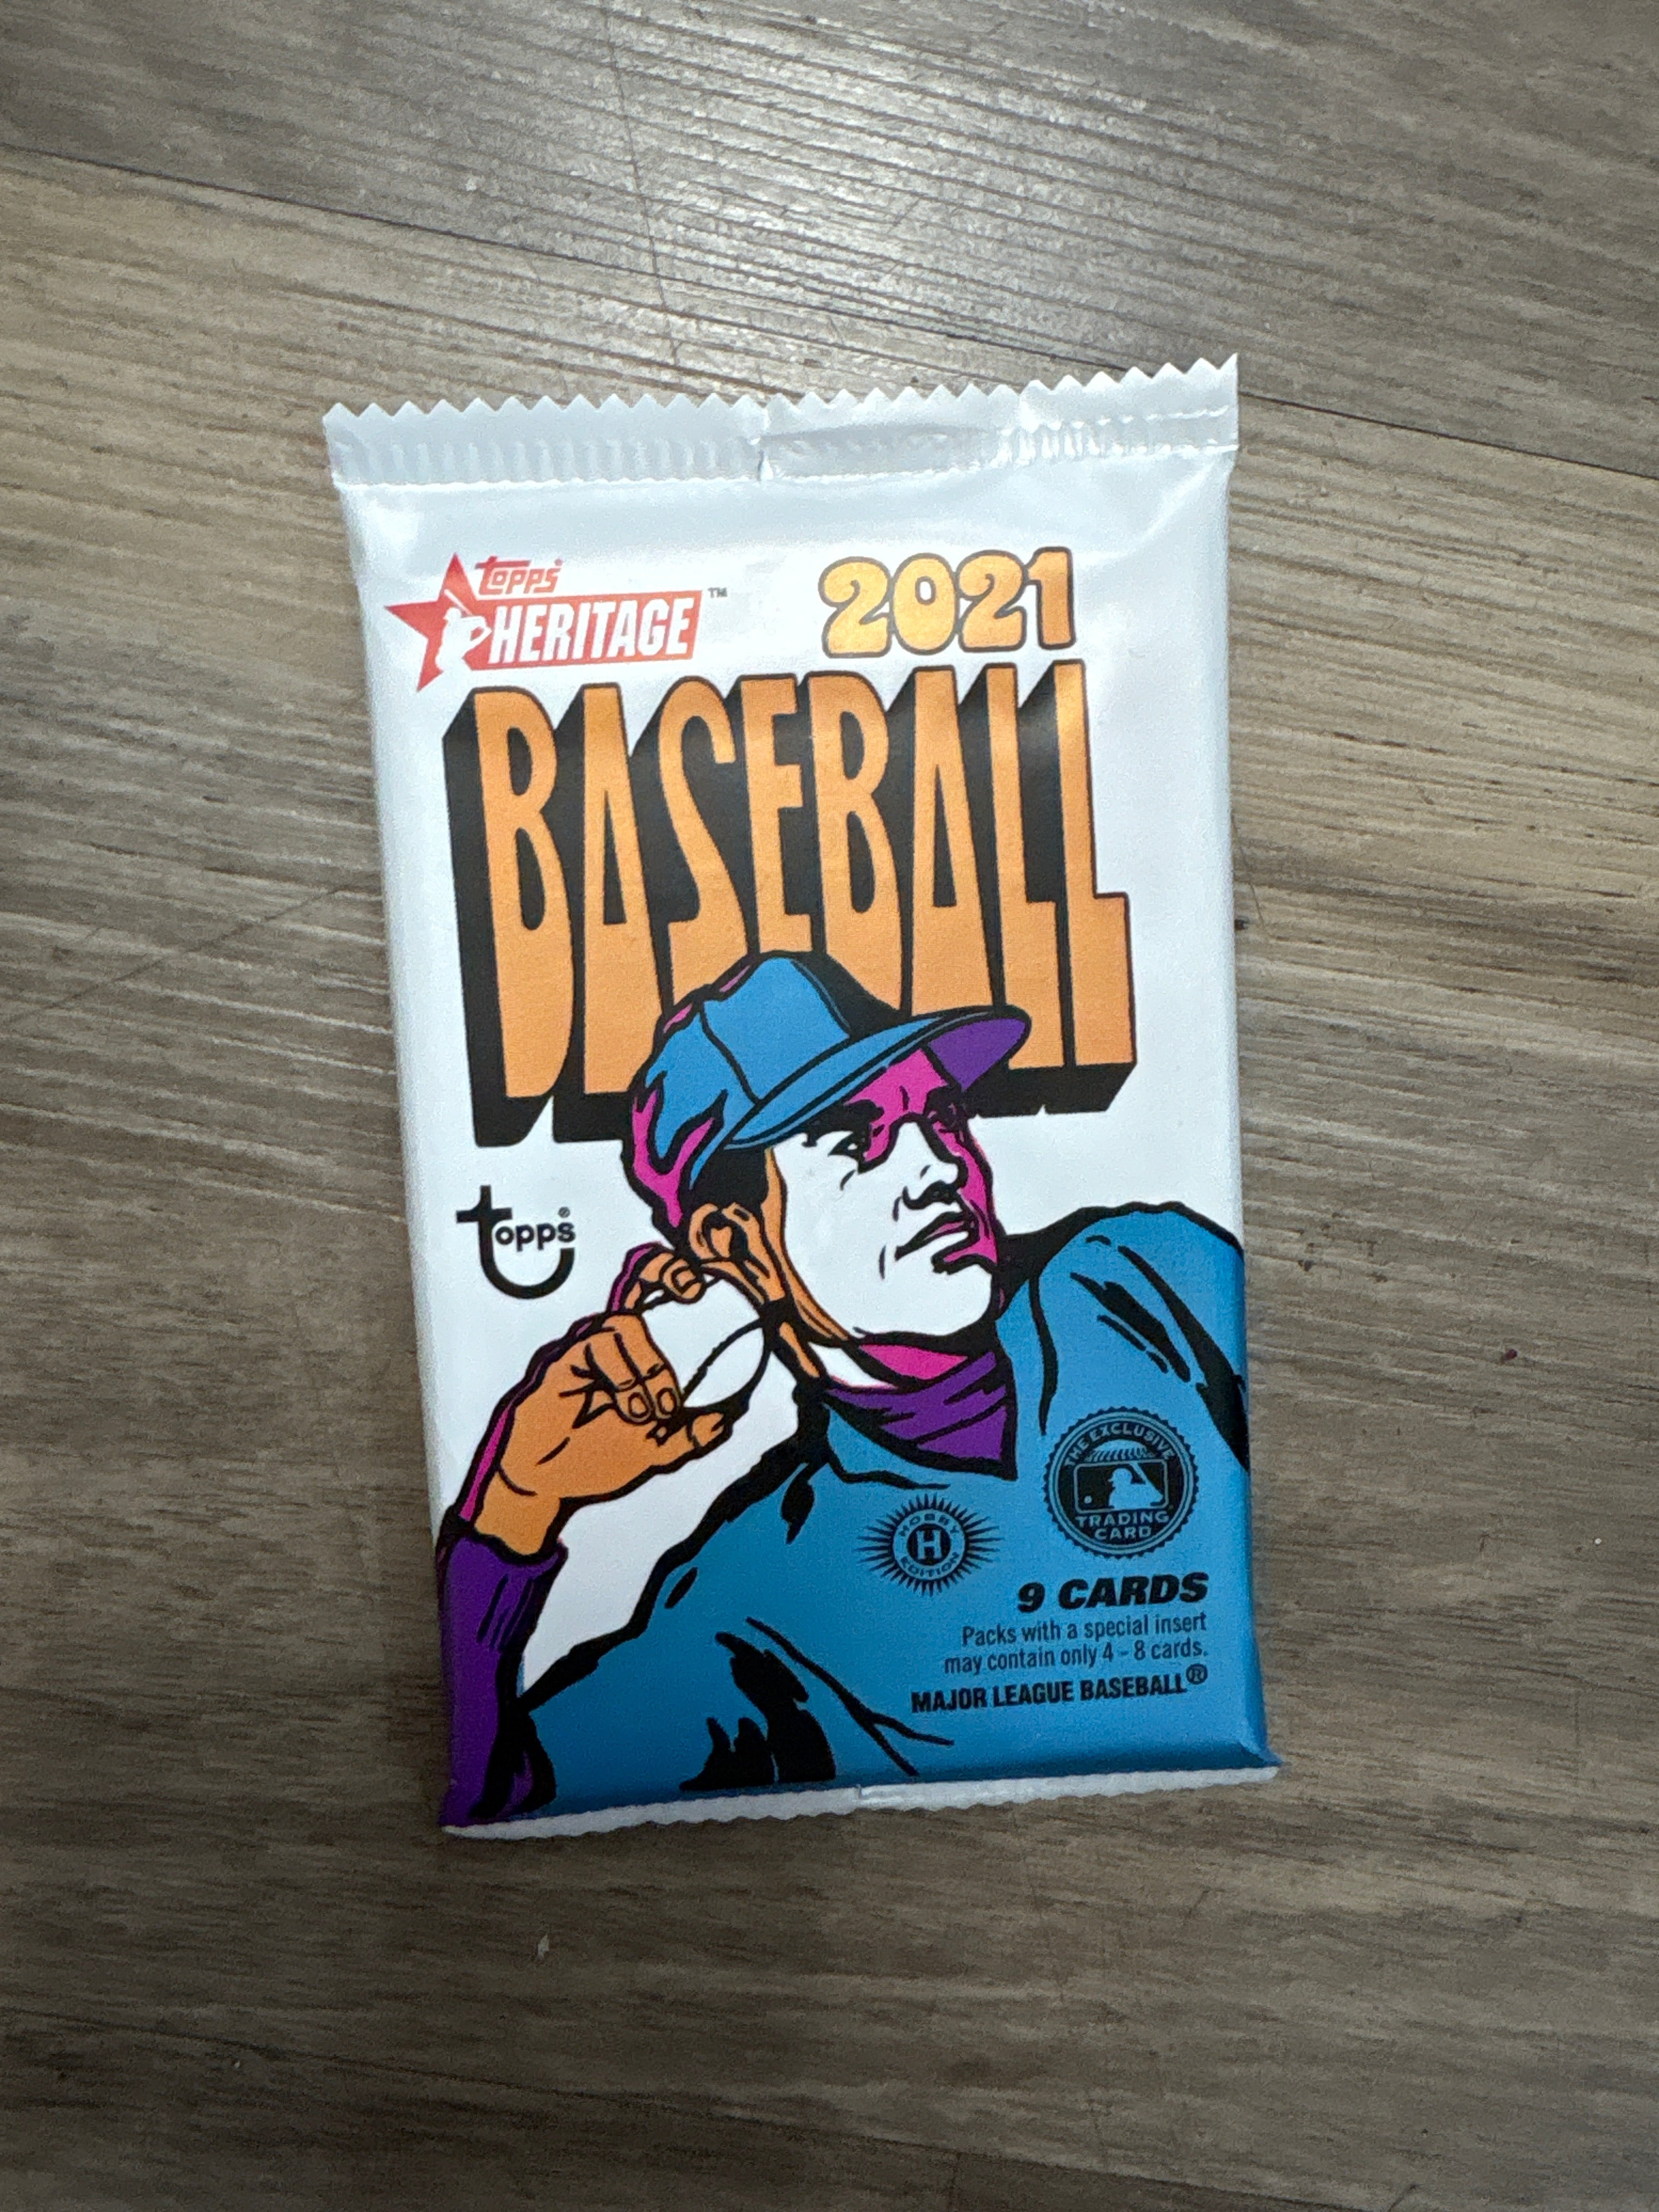 topps
HERITAGE™
2021
BASEBALL
topps®
THE EXCLUSIVE
TRADING
CARD
HOBBY
H
EDITION
9 CARDS
Packs with a special insert
may contain only 4 - 8 cards.
MAJOR LEAGUE BASEBALL®